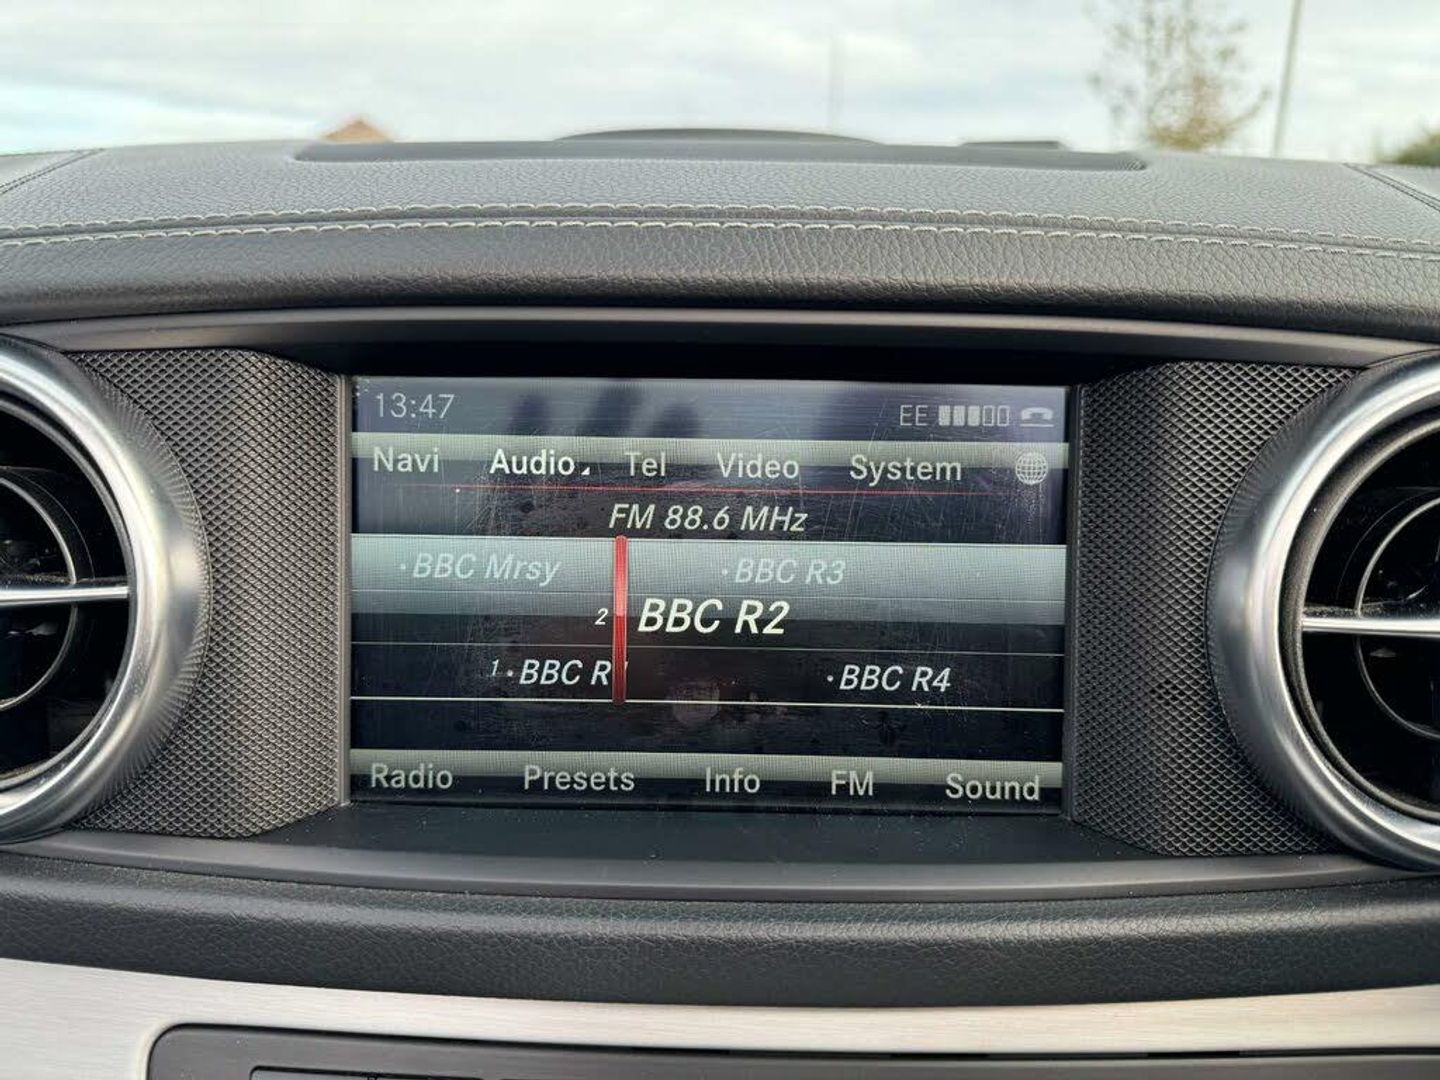 13:47 EE
Navi Audio Tel Video System
FM 88.6 MHz
BBC Mrsy BBC R3
2 BBC R2
1 BBC R BBC R4
Radio Presets Info FM Sound